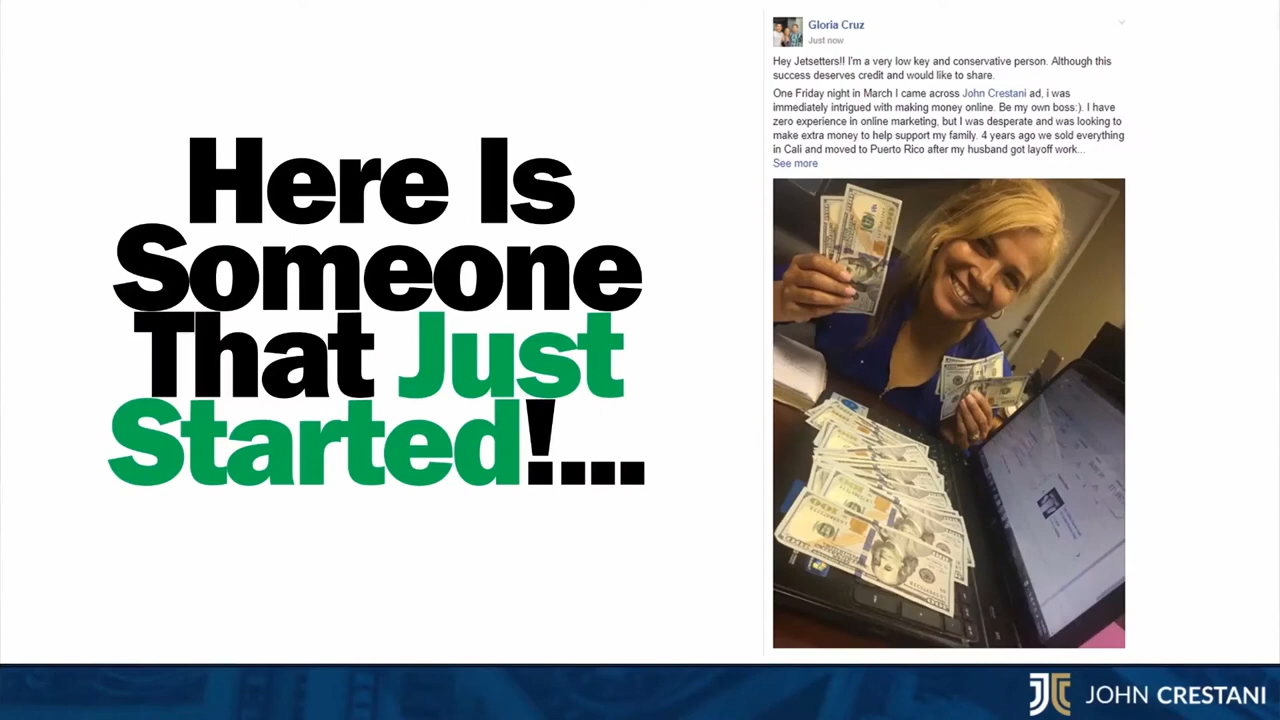 Here Is
Someone
That Just
Started!...
Gloria Cruz
Just now
Hey Jetsetters!! I'm a very low key and conservative person. Although this
success deserves credit and would like to share.
One Friday night in March I came across John Crestani ad, i was
immediately intrigued with making money online. Be my own boss:). I have
zero experience in online marketing, but I was desperate and was looking to
make extra money to help support my family. 4 years ago we sold everything
in Cali and moved to Puerto Rico after my husband got layoff work...
See more
100
JOHN CRESTANI